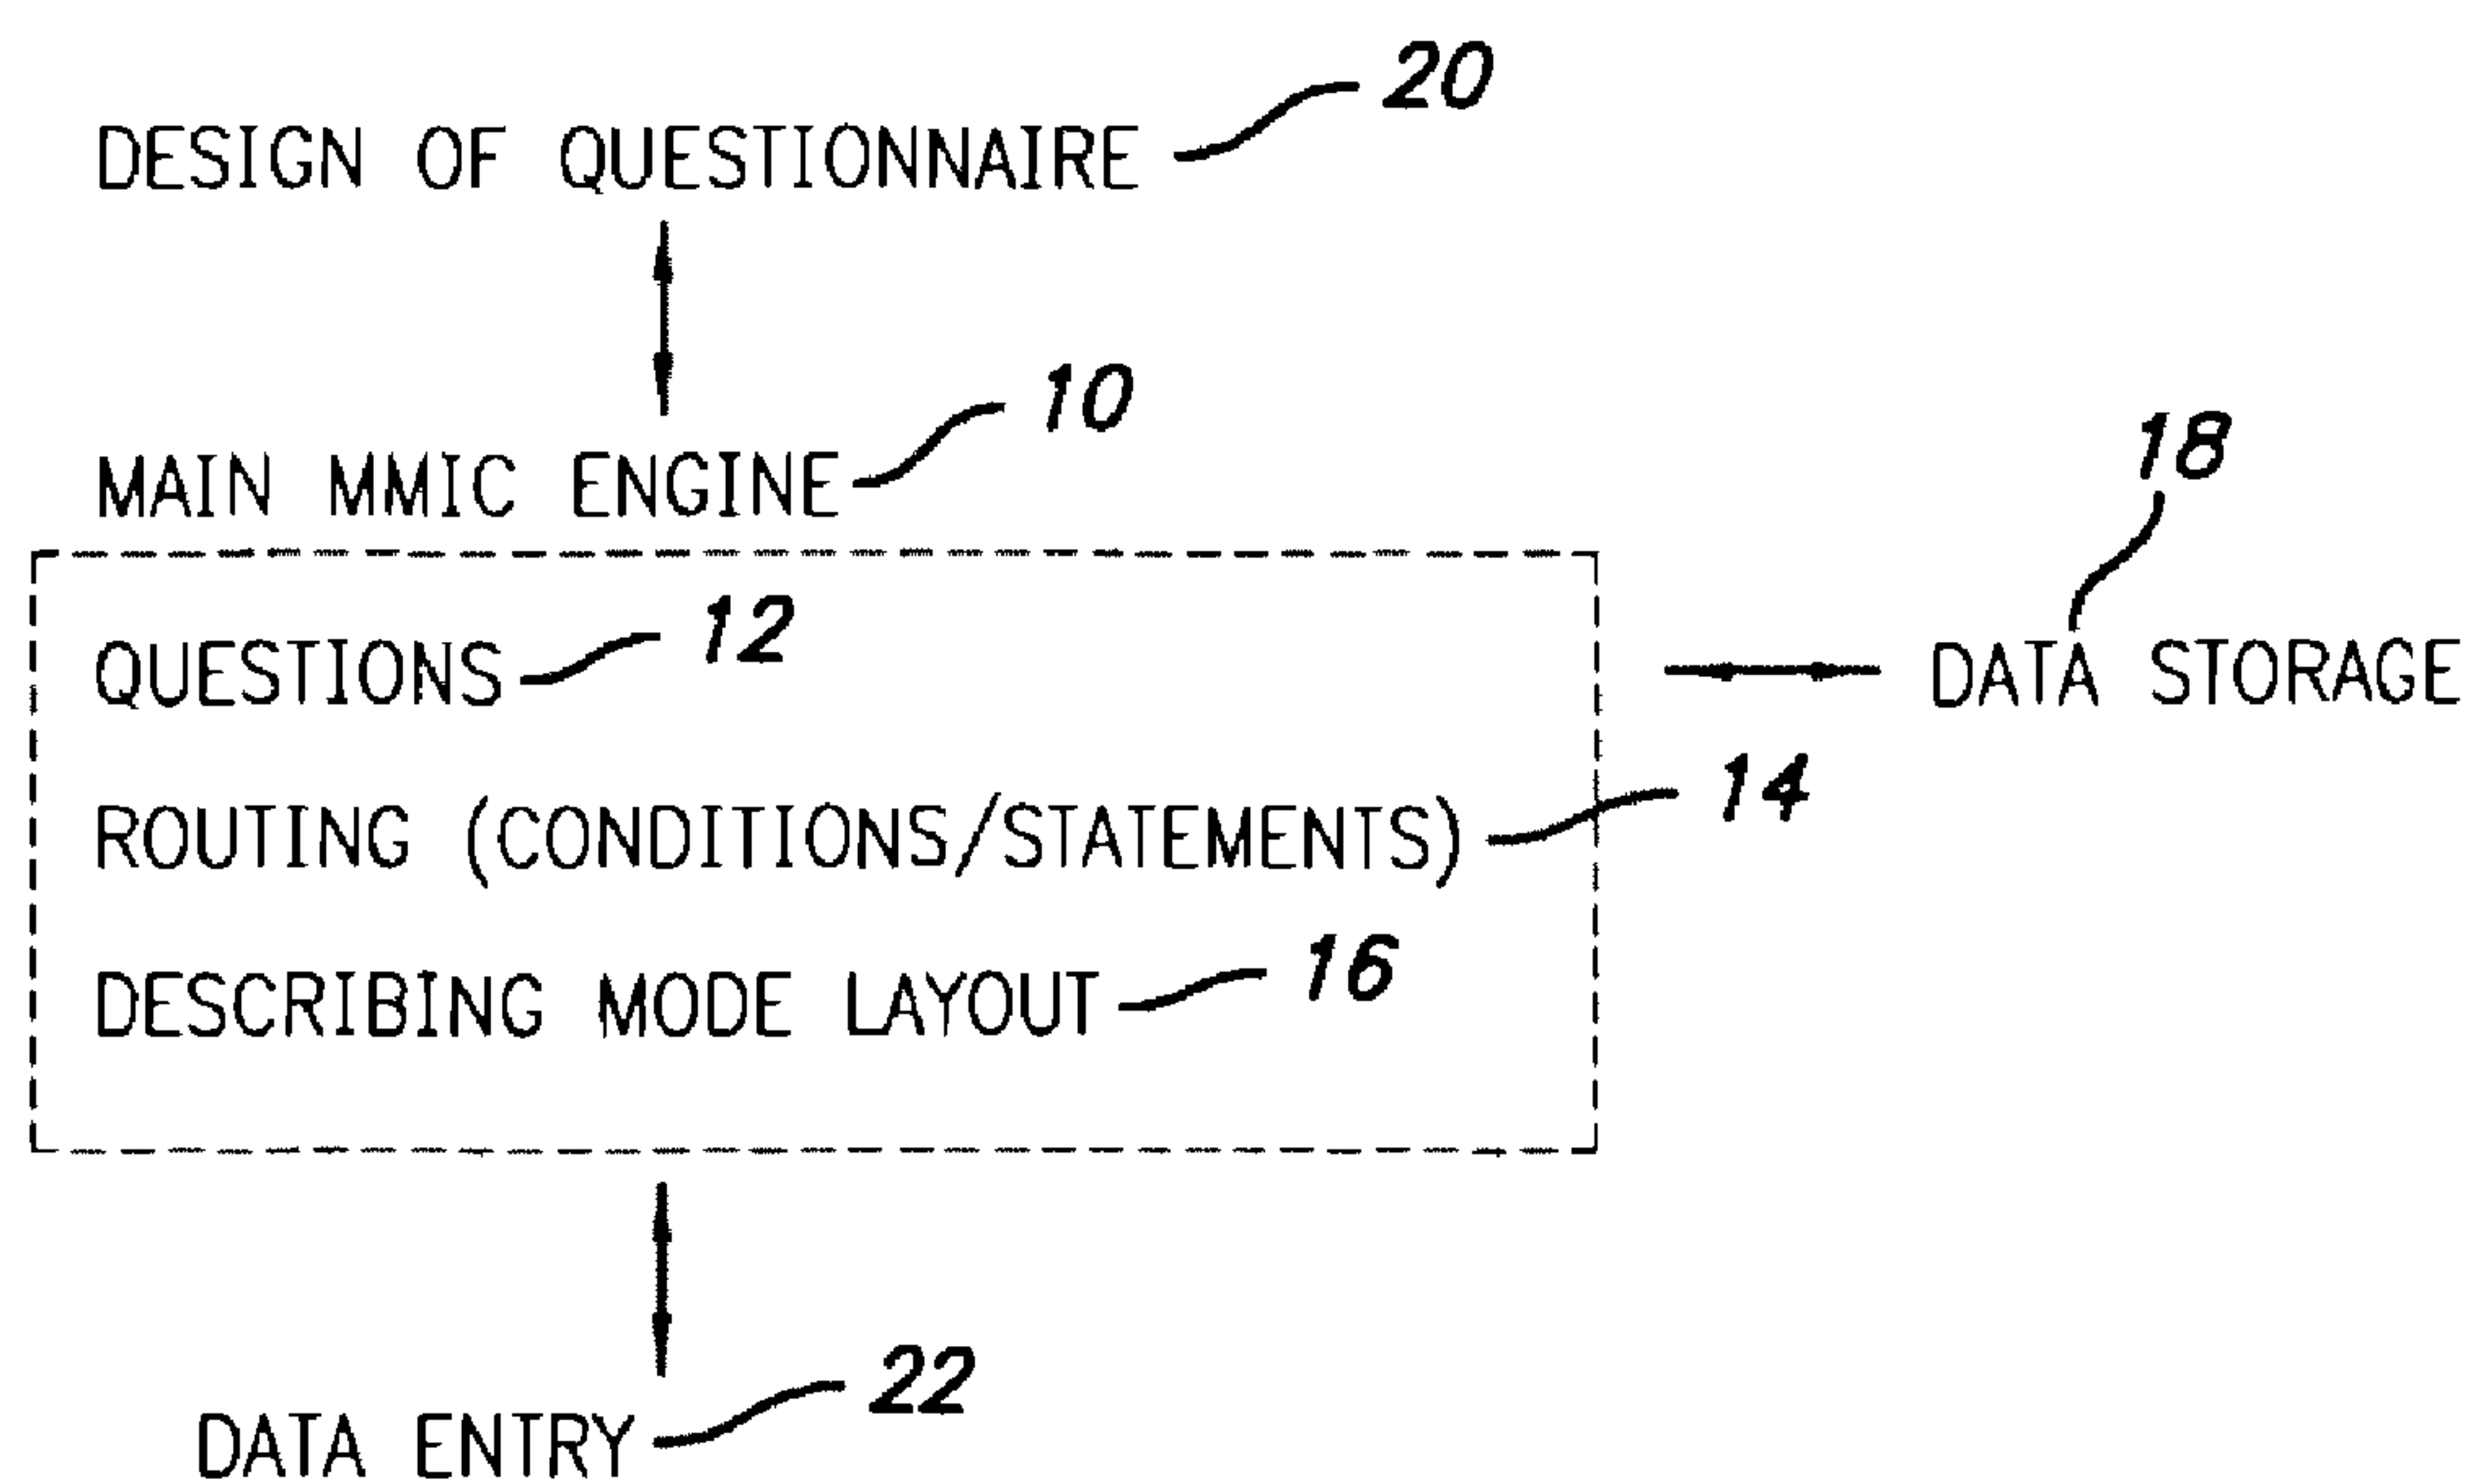 20
DESIGN OF QUESTIONNAIRE
10
MAIN MMIC ENGINE
18
QUESTIONS 12
DATA STORAGE
14
ROUTING (CONDITIONS/STATEMENTS)
DESCRIBING MODE LAYOUT 16
22
DATA ENTRY